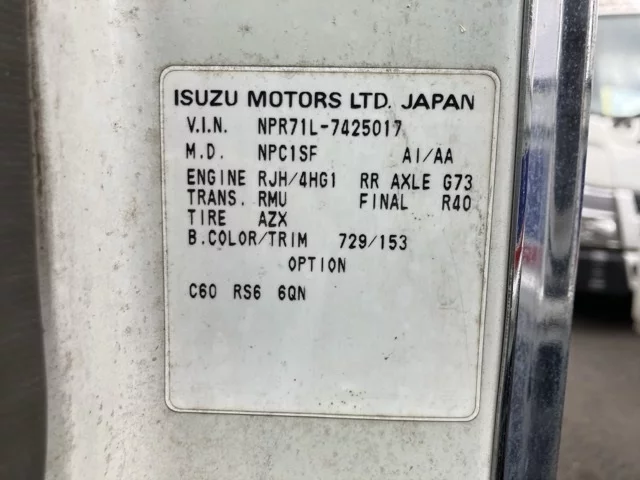 ISUZU MOTORS LTD. JAPAN
V.I.N. NPR71L-7425017
M.D. NPC1SF A1/AA
ENGINE RJH/4HG1 RR AXLE G73
TRANS. RMU FINAL R40
TIRE AZX
B.COLOR/TRIM 729/153
OPTION
C60 RS6 6QN